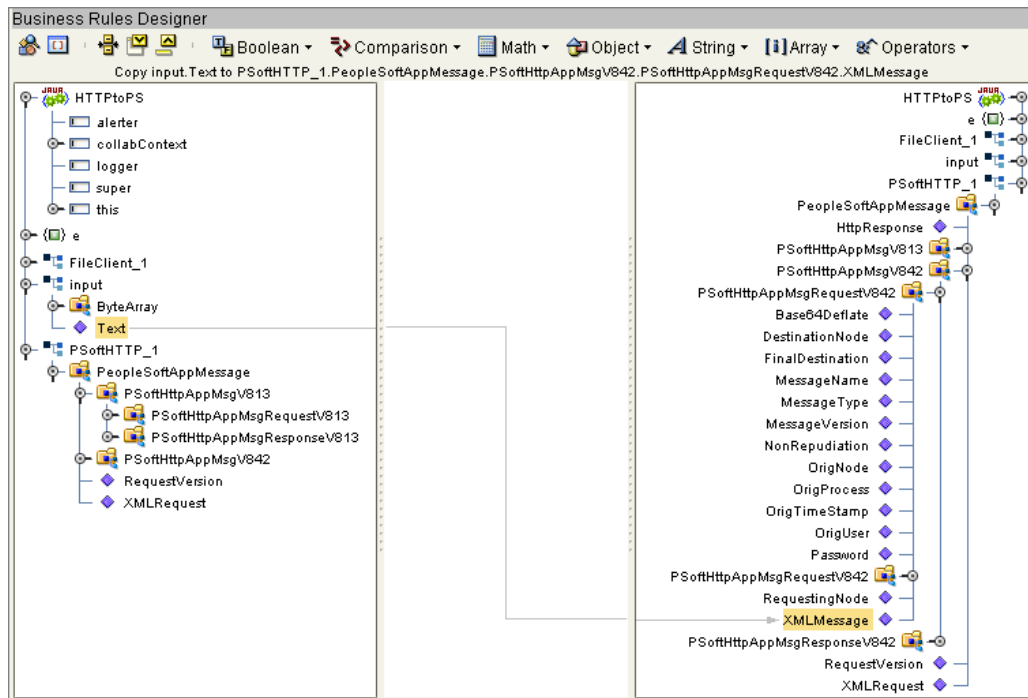 Business Rules Designer
Boolean Comparison Math Object String Array Operators
Copy input.Text to PSoftHTTP_1.PeopleSoftAppMessage.PSoftHttpAppMsgV842.PSoftHttpAppMsgRequestV842.XMLMessage
JAVA HTTPtoPS
alerter
collabContext
logger
super
this
e
FileClient_1
input
ByteArray
Text
PSoftHTTP_1
PeopleSoftAppMessage
PSoftHttpAppMsgV813
PSoftHttpAppMsgRequestV813
PSoftHttpAppMsgResponseV813
PSoftHttpAppMsgV842
RequestVersion
XMLRequest
HTTPtoPS JAVA
e
FileClient_1
input
PSoftHTTP_1
PeopleSoftAppMessage
HttpResponse
PSoftHttpAppMsgV813
PSoftHttpAppMsgV842
PSoftHttpAppMsgRequestV842
Base64Deflate
DestinationNode
FinalDestination
MessageName
MessageType
MessageVersion
NonRepudiation
OrigNode
OrigProcess
OrigTimeStamp
OrigUser
Password
PSoftHttpAppMsgRequestV842
RequestingNode
XMLMessage
PSoftHttpAppMsgResponseV842
RequestVersion
XMLRequest